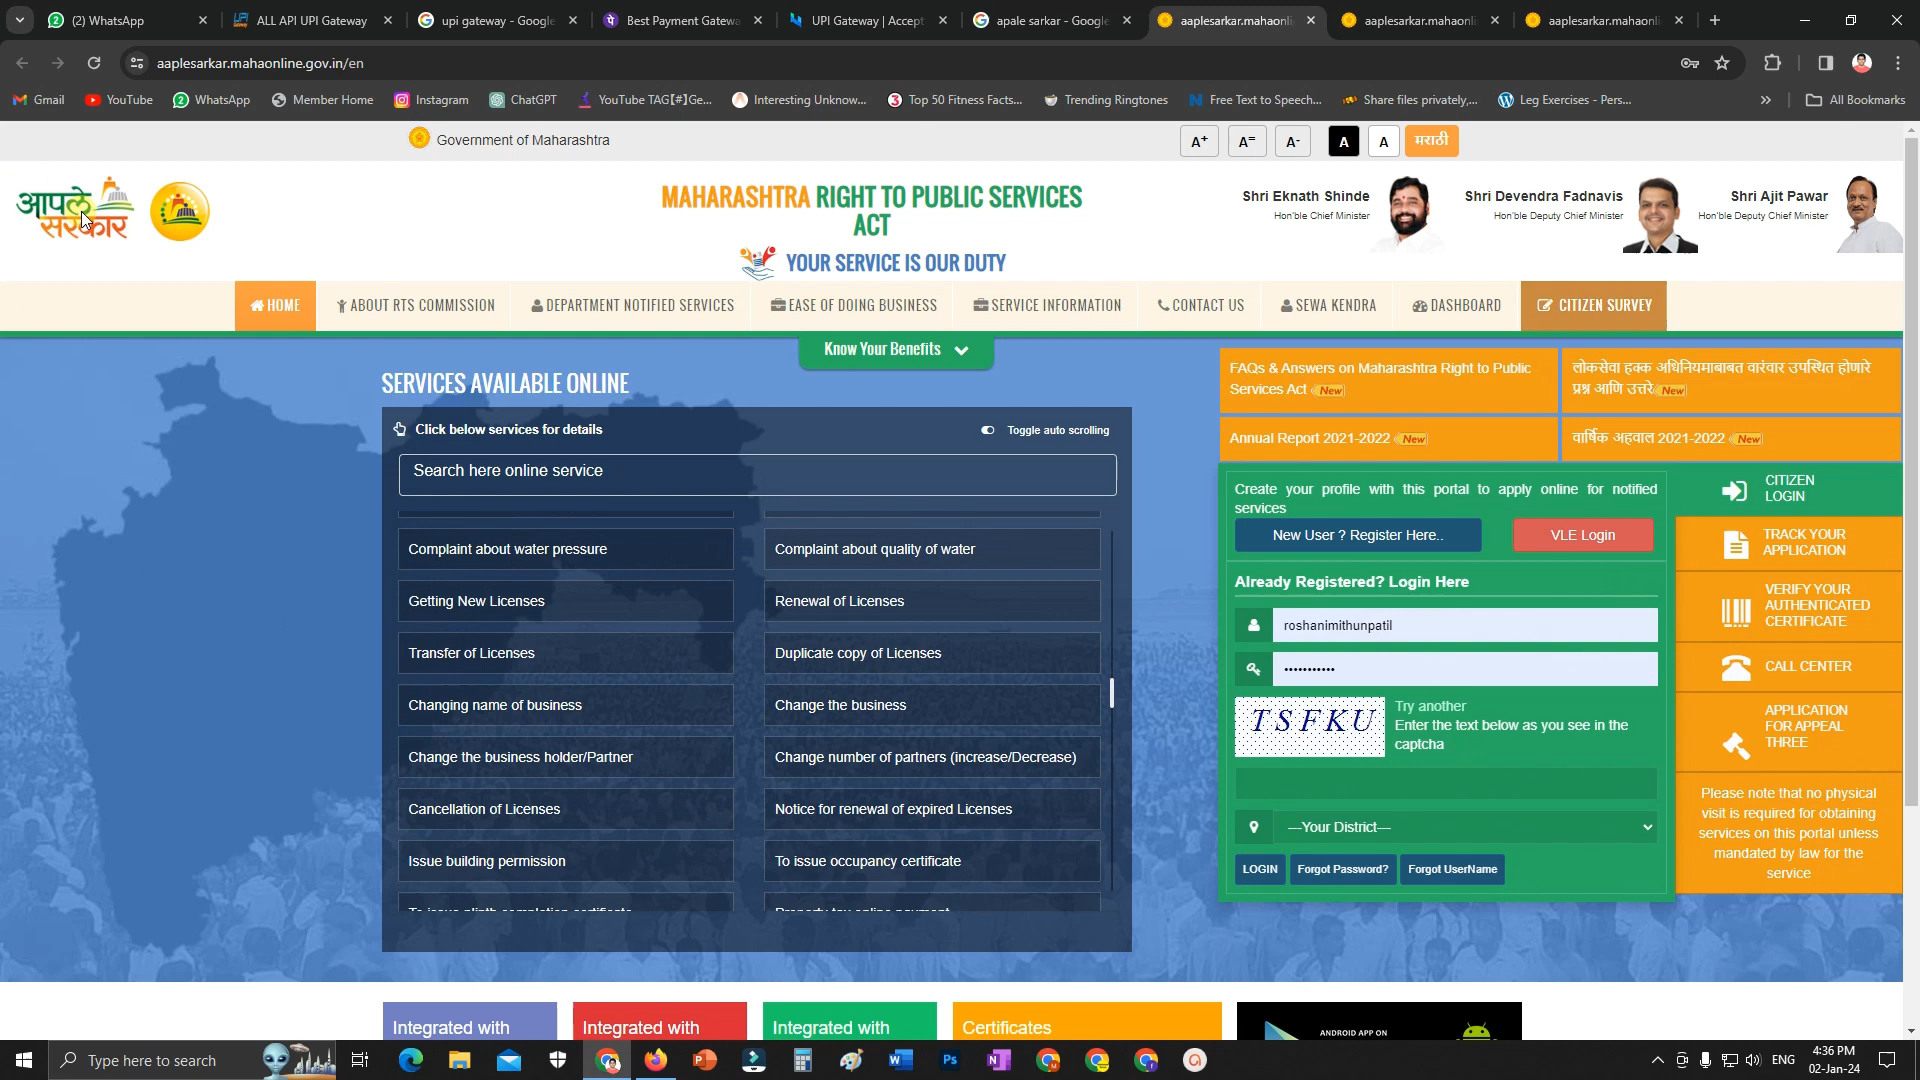 (2) WhatsApp
ALL API UPI Gateway
upi gateway - Google
Best Payment Gatewa
UPI Gateway | Accept
apale sarkar - Google
aaplesarkar.mahaonli
aaplesarkar.mahaonli
aaplesarkar.mahaonli
aaplesarkar.mahaonline.gov.in/en
Gmail
YouTube
WhatsApp
Member Home
Instagram
ChatGPT
YouTube TAG【#】Ge...
Interesting Unknow...
Top 50 Fitness Facts...
Trending Ringtones
Free Text to Speech...
Share files privately,...
Leg Exercises - Pers...
All Bookmarks
Government of Maharashtra
A+
A=
A-
A
A
मराठी
आपले
सरकार
MAHARASHTRA RIGHT TO PUBLIC SERVICES
ACT
YOUR SERVICE IS OUR DUTY
Shri Eknath Shinde
Hon'ble Chief Minister
Shri Devendra Fadnavis
Hon'ble Deputy Chief Minister
Shri Ajit Pawar
Hon'ble Deputy Chief Minister
HOME
ABOUT RTS COMMISSION
DEPARTMENT NOTIFIED SERVICES
EASE OF DOING BUSINESS
SERVICE INFORMATION
CONTACT US
SEWA KENDRA
DASHBOARD
CITIZEN SURVEY
Know Your Benefits
SERVICES AVAILABLE ONLINE
Click below services for details
Toggle auto scrolling
Search here online service
Complaint about water pressure
Complaint about quality of water
Getting New Licenses
Renewal of Licenses
Transfer of Licenses
Duplicate copy of Licenses
Changing name of business
Change the business
Change the business holder/Partner
Change number of partners (increase/Decrease)
Cancellation of Licenses
Notice for renewal of expired Licenses
Issue building permission
To issue occupancy certificate
To issue plinth completion certificate
Property tax online payment
FAQs & Answers on Maharashtra Right to Public
Services Act New
लोकसेवा हक्क अधिनियमाबाबत वारंवार उपस्थित होणारे
प्रश्न आणि उत्तरे New
Annual Report 2021-2022 New
वार्षिक अहवाल 2021-2022 New
Create your profile with this portal to apply online for notified
services
New User ? Register Here..
VLE Login
Already Registered? Login Here
roshanimithunpatil
•••••••••••
TSFKU
Try another
Enter the text below as you see in the
captcha
---Your District---
LOGIN
Forgot Password?
Forgot UserName
CITIZEN
LOGIN
TRACK YOUR
APPLICATION
VERIFY YOUR
AUTHENTICATED
CERTIFICATE
CALL CENTER
APPLICATION
FOR APPEAL
THREE
Please note that no physical
visit is required for obtaining
services on this portal unless
mandated by law for the
service
Integrated with
Integrated with
Integrated with
Certificates
ANDROID APP ON
Type here to search
ENG
4:36 PM
02-Jan-24